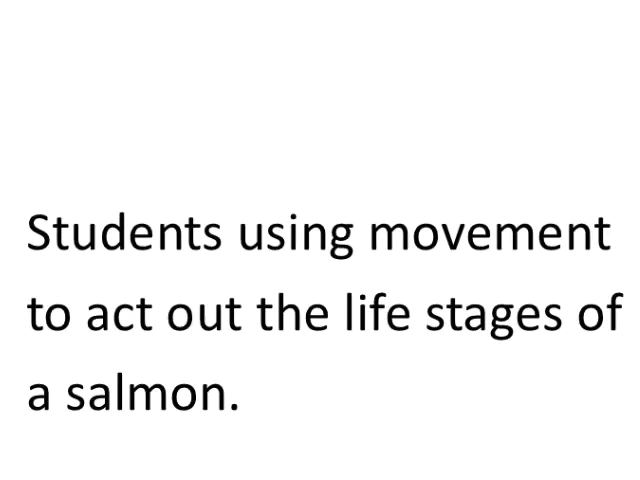 Students using movement
to act out the life stages of
a salmon.